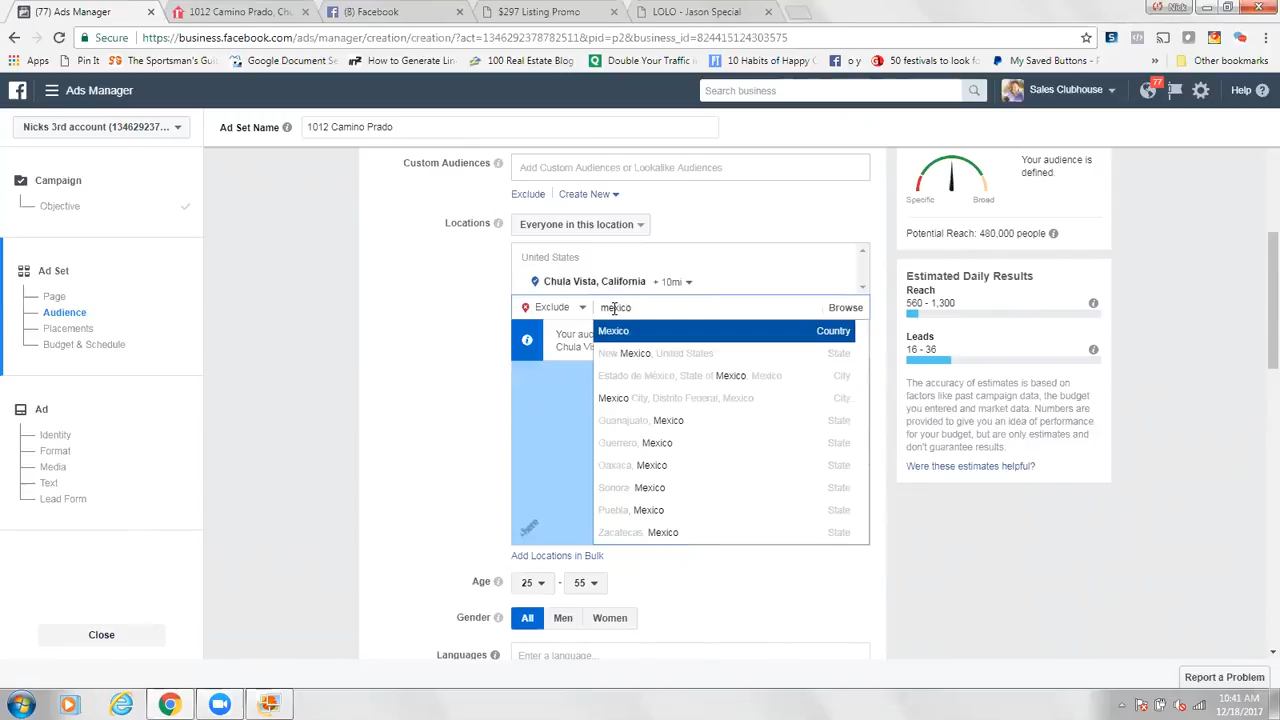 (77) Ads Manager
1012 Camino Prado, Chu
(8) Facebook
$297 Listing Promo
LOLO - Jason Special
Nick
Secure
https://business.facebook.com/ads/manager/creation/creation/?act=1346292378782511&pid=p2&business_id=824415124303575
Apps
Pin It
The Sportsman's Gui
Google Document Se
How to Generate Lin
100 Real Estate Blog
Double Your Traffic
10 Habits of Happy C
My Saved Buttons - P
50 festivals to look fo
Other bookmarks
Ads Manager
Search business
Sales Clubhouse
77
Help
Nicks 3rd account (134629237...
Ad Set Name
1012 Camino Prado
Campaign
Objective
Ad Set
Page
Audience
Placements
Budget & Schedule
Ad
Identity
Format
Media
Text
Lead Form
Close
Custom Audiences
Add Custom Audiences or Lookalike Audiences
Exclude
Create New
Locations
Everyone in this location
United States
Chula Vista, California + 10mi
Exclude
mexico
Browse
Your aud
Chula Vis
Mexico Country
New Mexico, United States State
Estado de México, State of Mexico, Mexico City
Mexico City, Distrito Federal, Mexico City
Guanajuato, Mexico State
Guerrero, Mexico State
Oaxaca, Mexico State
Sonora Mexico State
Puebla, Mexico State
Zacatecas, Mexico State
here
Add Locations in Bulk
Age
25 - 55
Gender
All Men Women
Languages
Enter a language...
Specific
Broad
Your audience is
defined.
Potential Reach: 480,000 people
Estimated Daily Results
Reach
560 - 1,300
Leads
16 - 36
The accuracy of estimates is based on
factors like past campaign data, the budget
you entered and market data. Numbers are
provided to give you an idea of performance
for your budget, but are only estimates and
don't guarantee results.
Were these estimates helpful?
Report a Problem
10:41 AM
12/18/2017